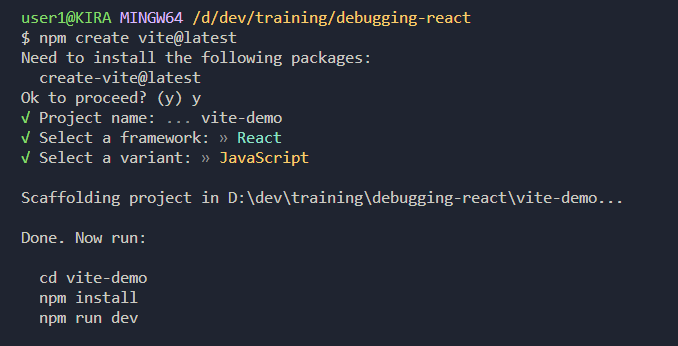 user1@KIRA MINGW64 /d/dev/training/debugging-react
$ npm create vite@latest
Need to install the following packages:
  create-vite@latest
Ok to proceed? (y) y
√ Project name: ... vite-demo
√ Select a framework: » React
√ Select a variant: » JavaScript

Scaffolding project in D:\dev\training\debugging-react\vite-demo...

Done. Now run:

  cd vite-demo
  npm install
  npm run dev